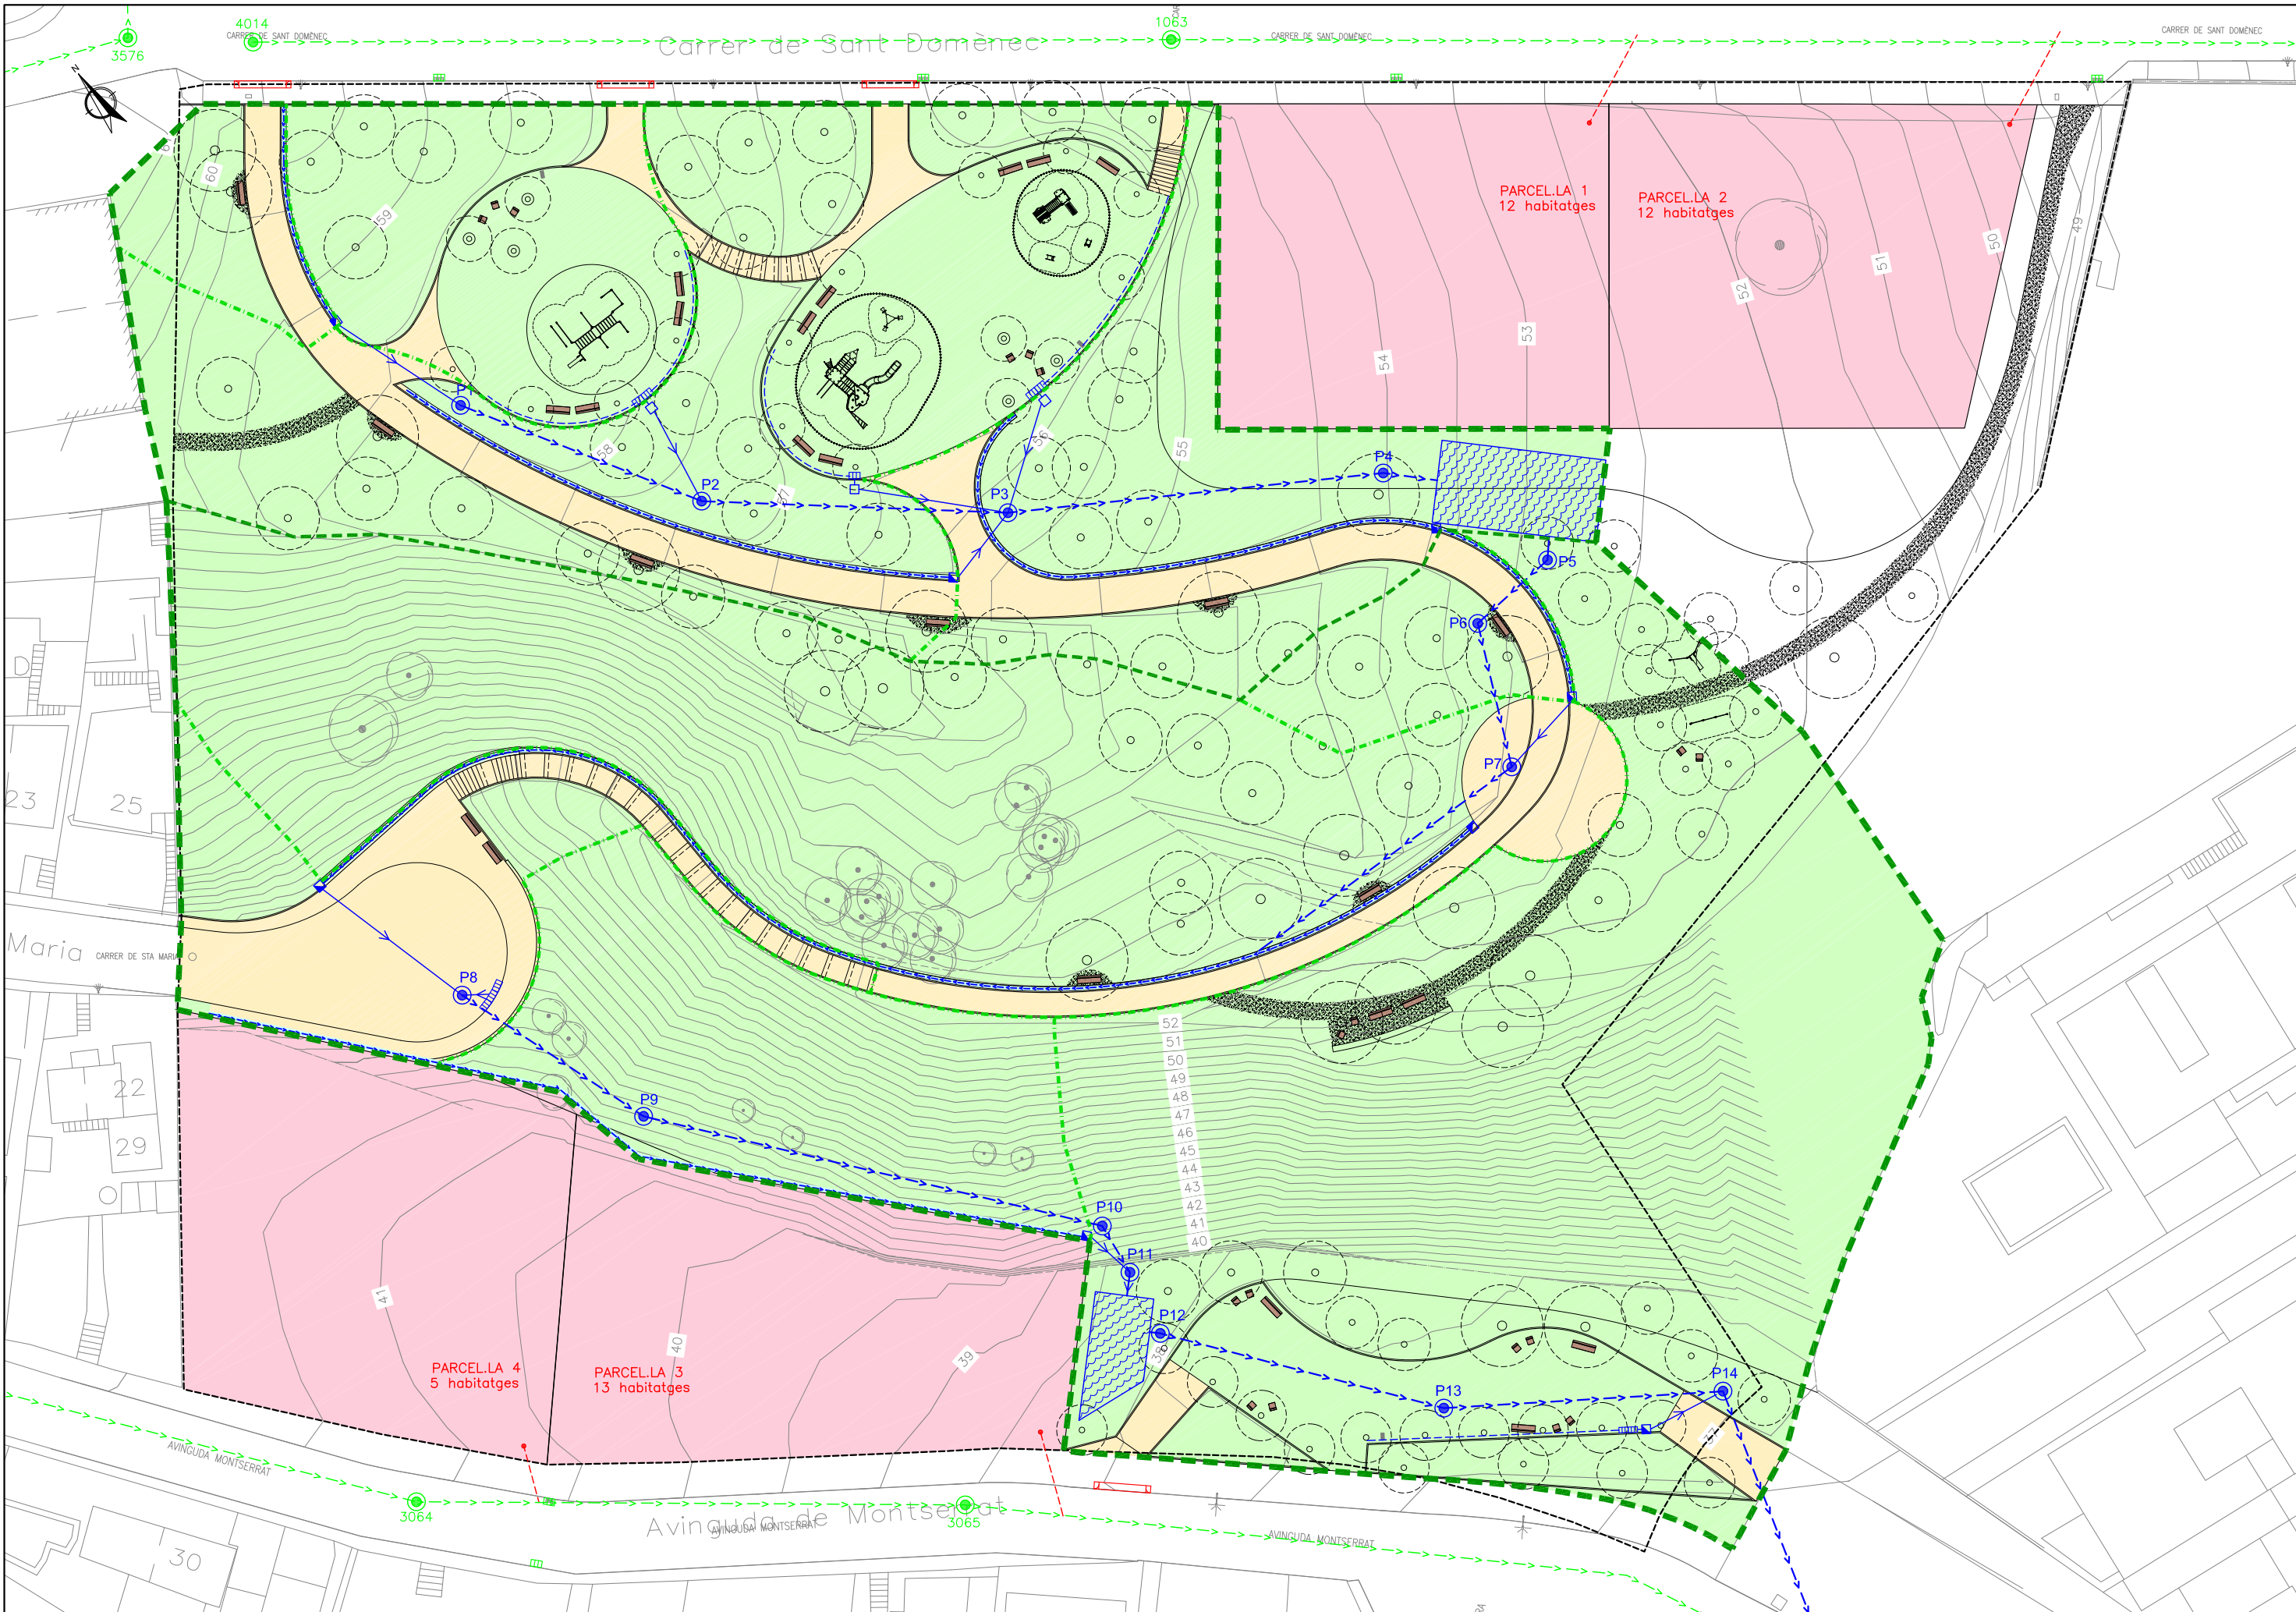 4014
1063
CARRER DE SANT DOMÈNEC
Carrer de Sant Domènec
CARRER DE SANT DOMÈNEC
CARRER DE SANT DOMÈNEC
CAR
3576
N
60
59
PARCEL.LA 1
12 habitatges
PARCEL.LA 2
12 habitatges
49
50
51
52
53
54
55
56
58
P1
P2
P3
P4
P5
P6
P7
D
23
25
Maria
CARRER DE STA MARIA
P8
P9
22
29
52
51
50
49
48
47
46
45
44
43
42
41
40
P10
P11
P12
P13
P14
41
40
39
38
PARCEL.LA 4
5 habitatges
PARCEL.LA 3
13 habitatges
AVINGUDA MONTSERRAT
3064
Avinguda de Montserrat
AVINGUDA MONTSERRAT
3065
AVINGUDA MONTSERRAT
30